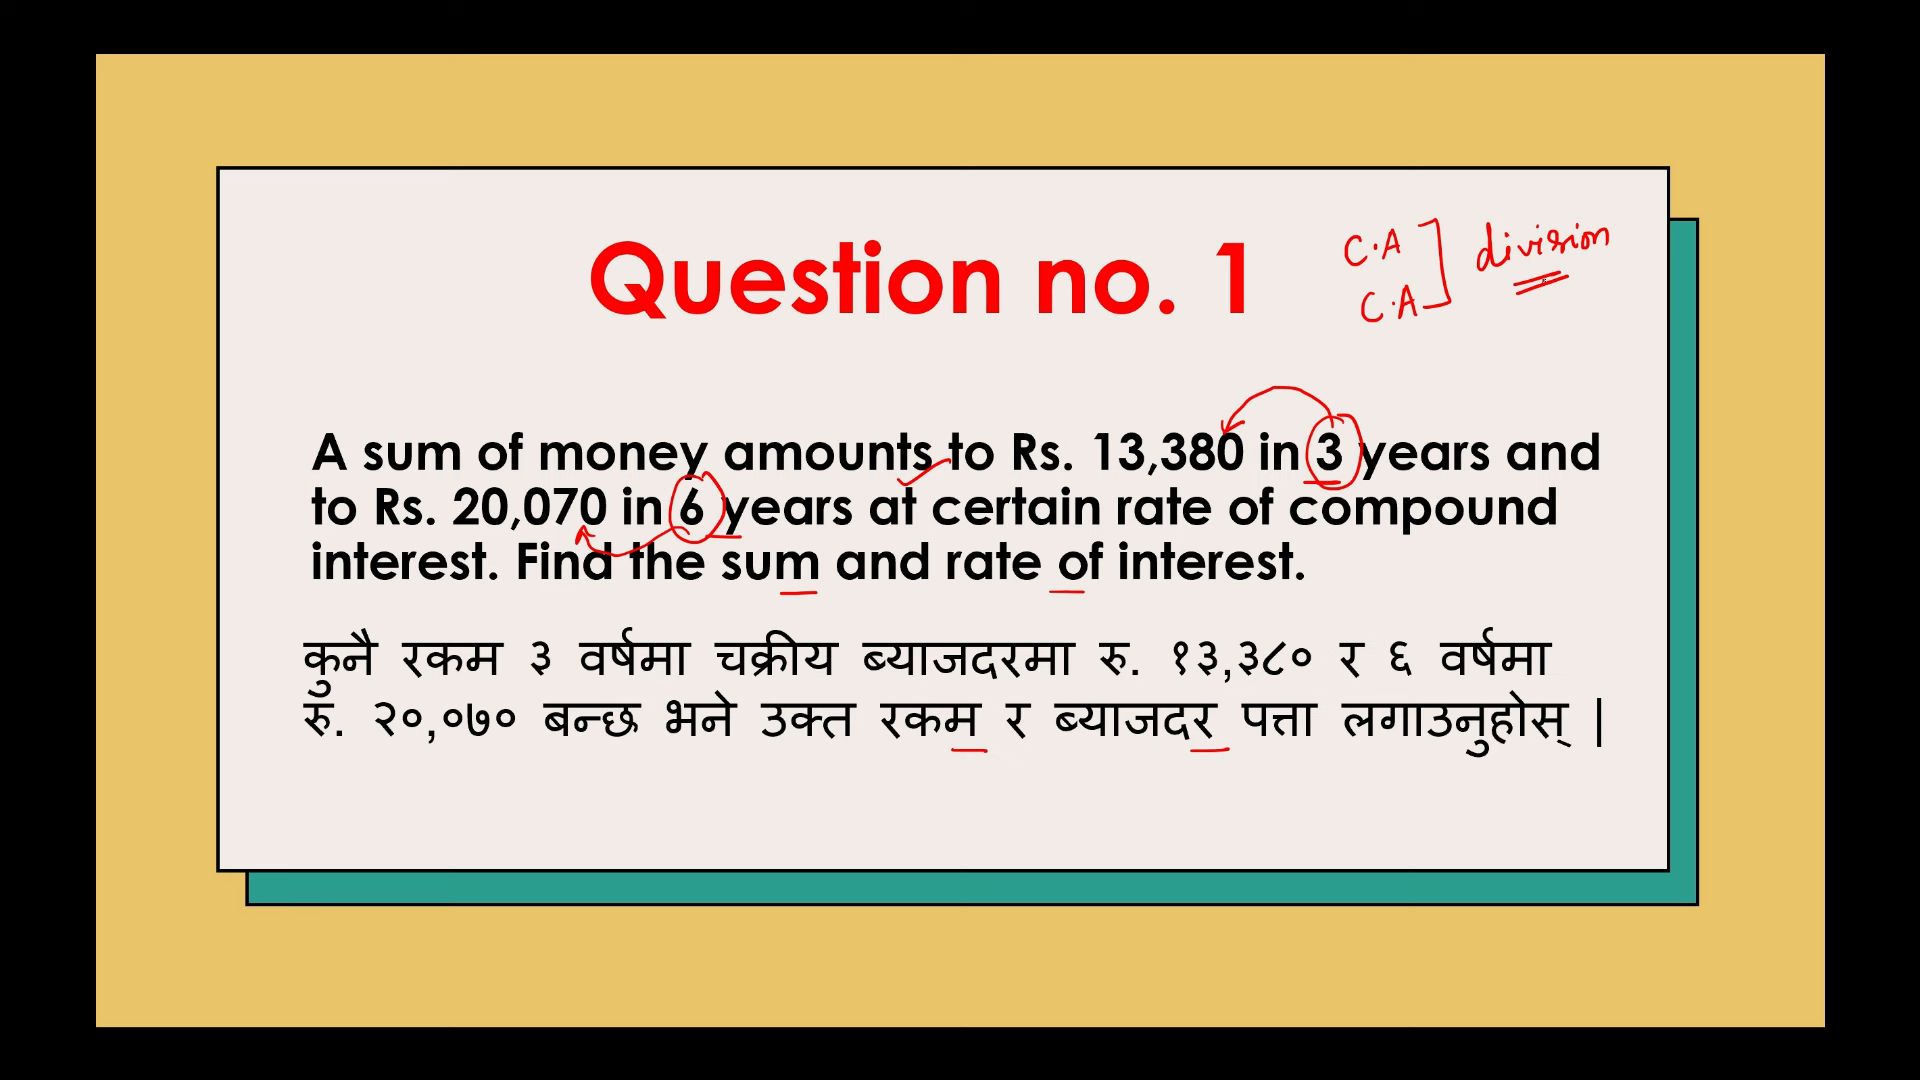 Question no. 1
C.A
C.A
division
A sum of money amounts to Rs. 13,380 in 3 years and
to Rs. 20,070 in 6 years at certain rate of compound
interest. Find the sum and rate of interest.
कुनै रकम ३ वर्षमा चक्रीय ब्याजदरमा रु. १३,३८० र ६ वर्षमा
रु. २०,०७० बन्छ भने उक्त रकम र ब्याजदर पत्ता लगाउनुहोस् |